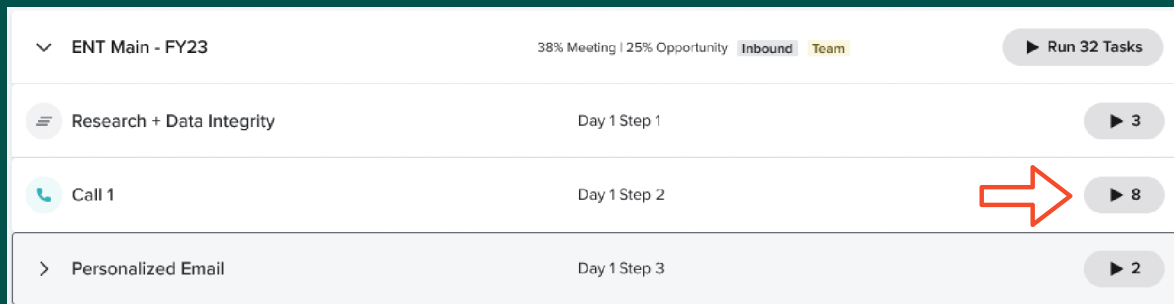 ENT Main - FY23 38% Meeting | 25% Opportunity Inbound Team Run 32 Tasks
Research + Data Integrity Day 1 Step 1 3
Call 1 Day 1 Step 2 8
Personalized Email Day 1 Step 3 2